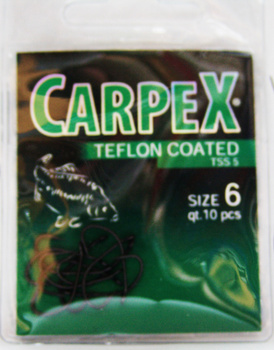 CARPEX®
TEFLON COATED
TSS 5
SIZE 6
qt. 10 pcs